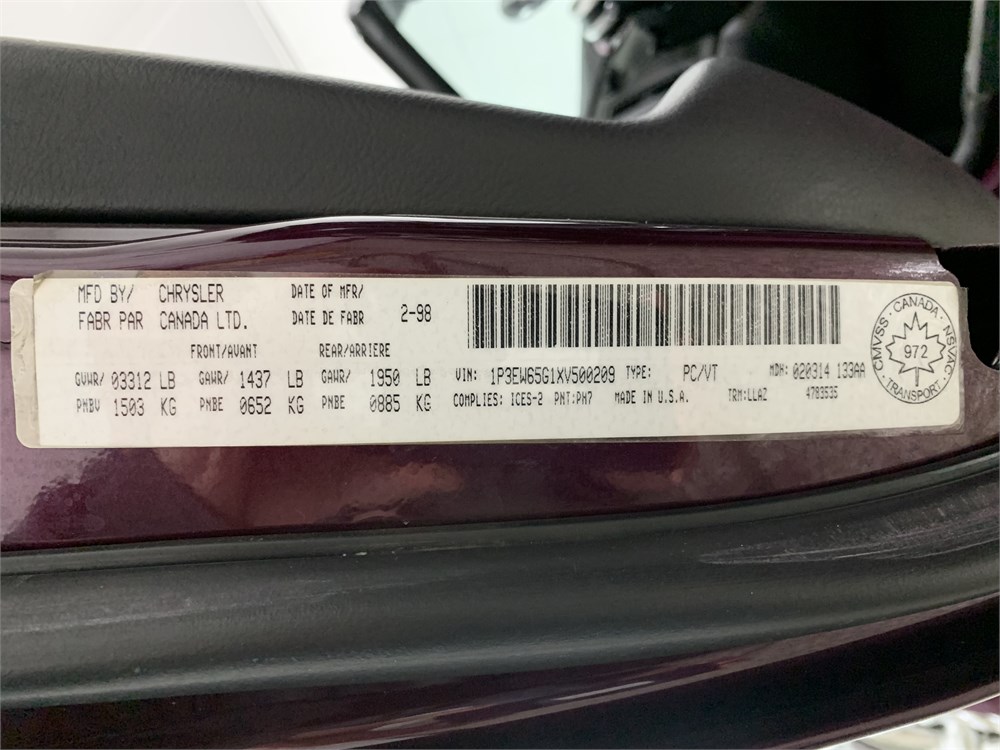 MFD BY/ CHRYSLER DATE OF MFR/
FABR PAR CANADA LTD. DATE DE FABR 2-98
FRONT/AVANT REAR/ARRIERE
GVWR/ 03312 LB GAWR/ 1437 LB GAWR/ 1950 LB VIN: 1P3EW65G1XV500209 TYPE: PC/VT MDH: 020314 133AA
PNBV 1503 KG PNBE 0652 KG PNBE 0885 KG COMPLIES: ICES-2 PNT:PH7 MADE IN U.S.A. TRM:LLAZ 4783535
CMVSS · CANADA · NSVAC · TRANSPORT ·
972